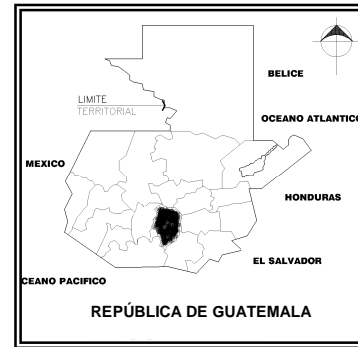 BELICE
LIMITE
TERRITORIAL
OCEANO ATLANTICO
MEXICO
HONDURAS
EL SALVADOR
CEANO PACIFICO
REPÚBLICA DE GUATEMALA